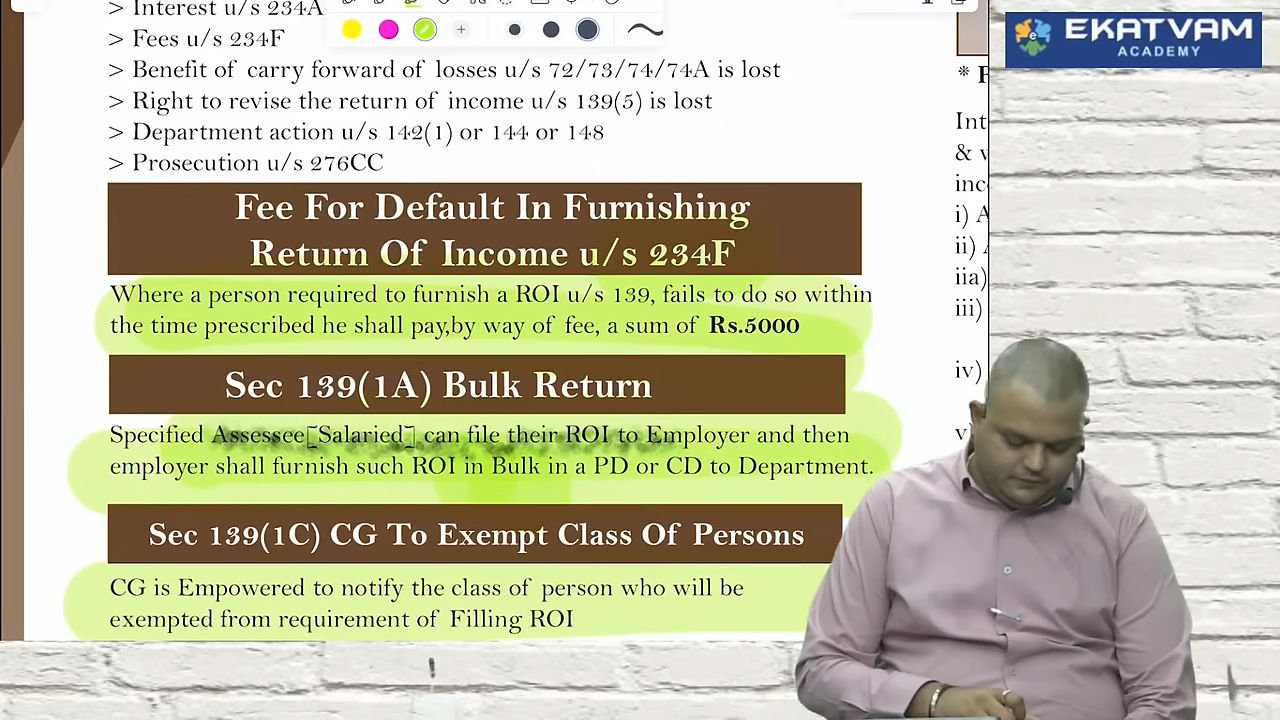 > Interest u/s 234A
> Fees u/s 234F
> Benefit of carry forward of losses u/s 72/73/74/74A is lost
> Right to revise the return of income u/s 139(5) is lost
> Department action u/s 142(1) or 144 or 148
> Prosecution u/s 276CC
Fee For Default In Furnishing
Return Of Income u/s 234F
Where a person required to furnish a ROI u/s 139, fails to do so within
the time prescribed he shall pay,by way of fee, a sum of Rs.5000
Sec 139(1A) Bulk Return
Specified Assessee[Salaried] can file their ROI to Employer and then
employer shall furnish such ROI in Bulk in a PD or CD to Department.
Sec 139(1C) CG To Exempt Class Of Persons
CG is Empowered to notify the class of person who will be
exempted from requirement of Filling ROI
EKATVAM
ACADEMY
Int
&
i) A
ii)
iia)
iii)
iv)
v